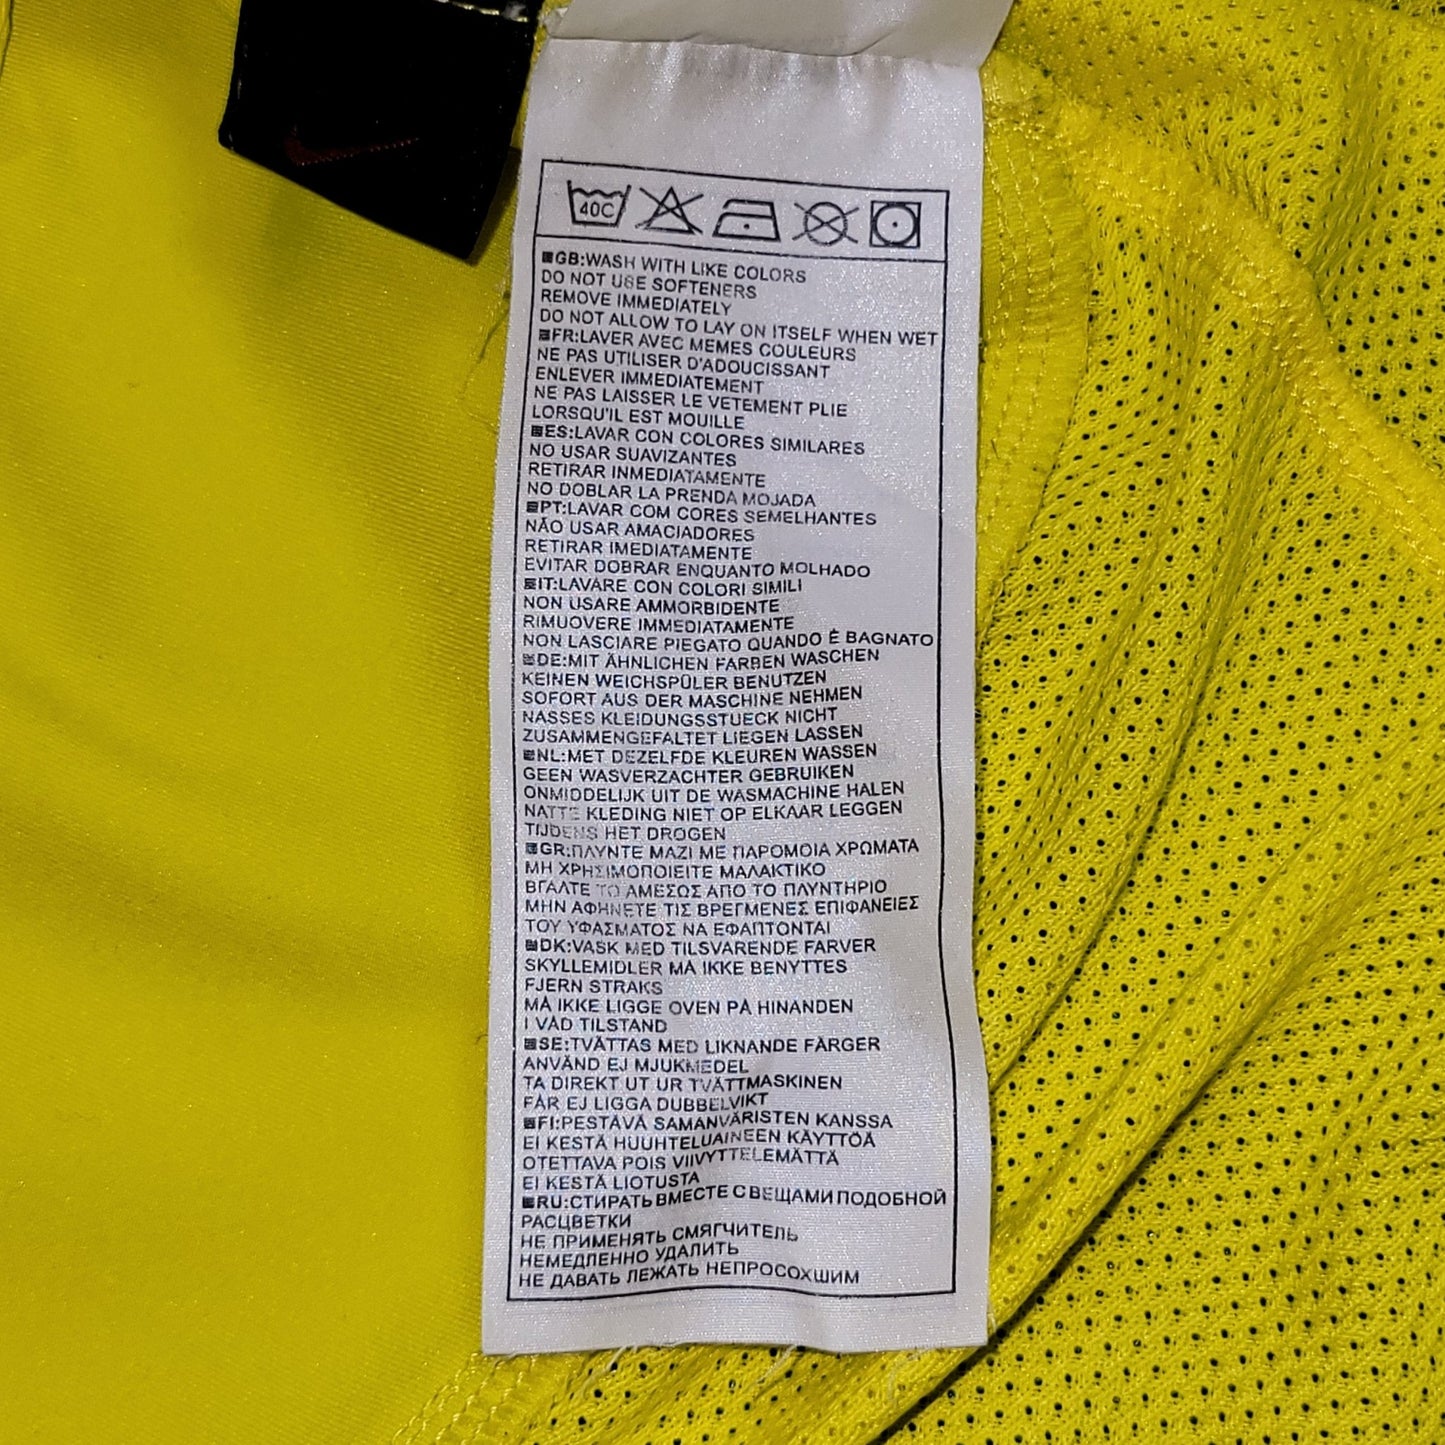 40C
GB:WASH WITH LIKE COLORS
DO NOT USE SOFTENERS
REMOVE IMMEDIATELY
DO NOT ALLOW TO LAY ON ITSELF WHEN WET
FR:LAVER AVEC MEMES COULEURS
NE PAS UTILISER D'ADOUCISSANT
ENLEVER IMMEDIATEMENT
NE PAS LAISSER LE VETEMENT PLIE
LORSQU'IL EST MOUILLE
ES:LAVAR CON COLORES SIMILARES
NO USAR SUAVIZANTES
RETIRAR INMEDIATAMENTE
NO DOBLAR LA PRENDA MOJADA
PT:LAVAR COM CORES SEMELHANTES
NÃO USAR AMACIADORES
RETIRAR IMEDIATAMENTE
EVITAR DOBRAR ENQUANTO MOLHADO
IT:LAVARE CON COLORI SIMILI
NON USARE AMMORBIDENTE
RIMUOVERE IMMEDIATAMENTE
NON LASCIARE PIEGATO QUANDO È BAGNATO
DE:MIT ÄHNLICHEN FARBEN WASCHEN
KEINEN WEICHSPÜLER BENUTZEN
SOFORT AUS DER MASCHINE NEHMEN
NASSES KLEIDUNGSSTUECK NICHT
ZUSAMMENGEFALTET LIEGEN LASSEN
NL:MET DEZELFDE KLEUREN WASSEN
GEEN WASVERZACHTER GEBRUIKEN
ONMIDDELIJK UIT DE WASMACHINE HALEN
NATTE KLEDING NIET OP ELKAAR LEGGEN
TIJDENS HET DROGEN
GR:ΠΛΥΝΤΕ ΜΑΖΙ ΜΕ ΠΑΡΟΜΟΙΑ ΧΡΩΜΑΤΑ
ΜΗ ΧΡΗΣΙΜΟΠΟΙΕΙΤΕ ΜΑΛΑΚΤΙΚΟ
ΒΓΑΛΤΕ ΤΟ ΑΜΕΣΩΣ ΑΠΟ ΤΟ ΠΛΥΝΤΗΡΙΟ
ΜΗΝ ΑΦΗΝΕΤΕ ΤΙΣ ΒΡΕΓΜΕΝΕΣ ΕΠΙΦΑΝΕΙΕΣ
ΤΟΥ ΥΦΑΣΜΑΤΟΣ ΝΑ ΕΦΑΠΤΟΝΤΑΙ
DK:VASK MED TILSVARENDE FARVER
SKYLLEMIDLER MÅ IKKE BENYTTES
FJERN STRAKS
MÅ IKKE LIGGE OVEN PÅ HINANDEN
I VÅD TILSTAND
SE:TVÄTTAS MED LIKNANDE FÄRGER
ANVÄND EJ MJUKMEDEL
TA DIREKT UT UR TVÄTTMASKINEN
FÅR EJ LIGGA DUBBELVIKT
FI:PESTÄVÄ SAMANVÄRISTEN KANSSA
EI KESTÄ HUUHTELUAINEEN KÄYTTÖÄ
OTETTAVA POIS VIIVYTTELEMÄTTÄ
EI KESTÄ LIOTUSTA
RU:СТИРАТЬ ВМЕСТЕ С ВЕЩАМИ ПОДОБНОЙ
РАСЦВЕТКИ
НЕ ПРИМЕНЯТЬ СМЯГЧИТЕЛЬ
НЕМЕДЛЕННО УДАЛИТЬ
НЕ ДАВАТЬ ЛЕЖАТЬ НЕПРОСОХШИМ